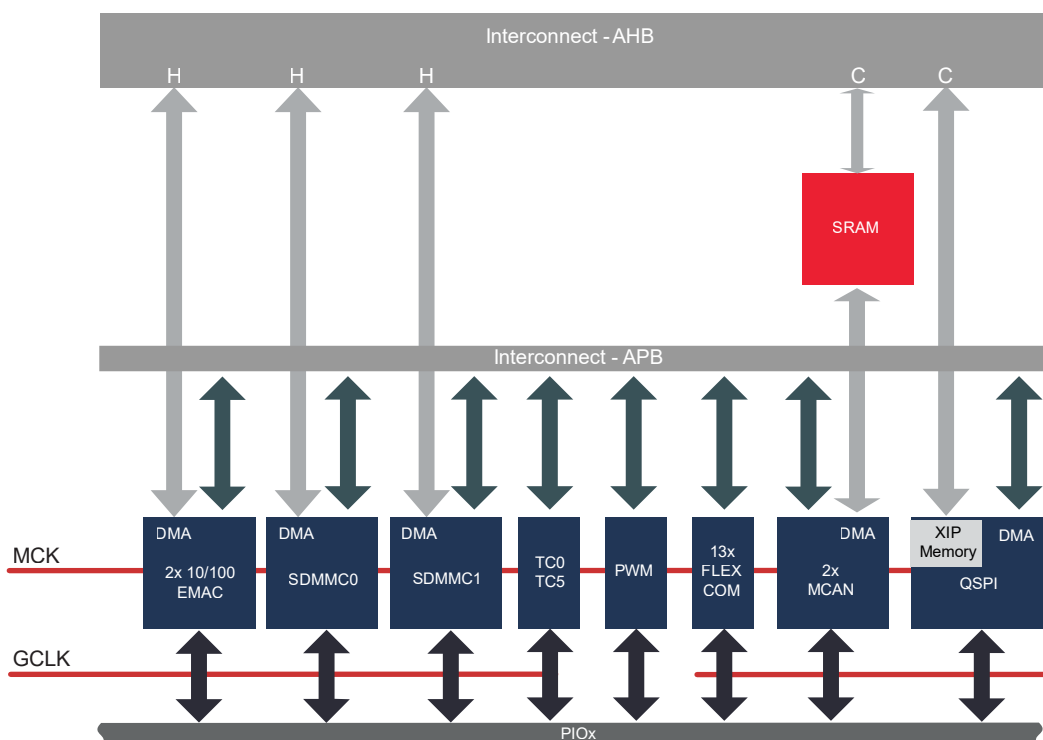 Interconnect - AHB
H
H
H
C
C
SRAM
Interconnect - APB
MCK
DMA
2x 10/100
EMAC
DMA
SDMMC0
DMA
SDMMC1
TC0
TC5
PWM
13x
FLEX
COM
DMA
2x
MCAN
XIP
Memory
DMA
QSPI
GCLK
PIOx